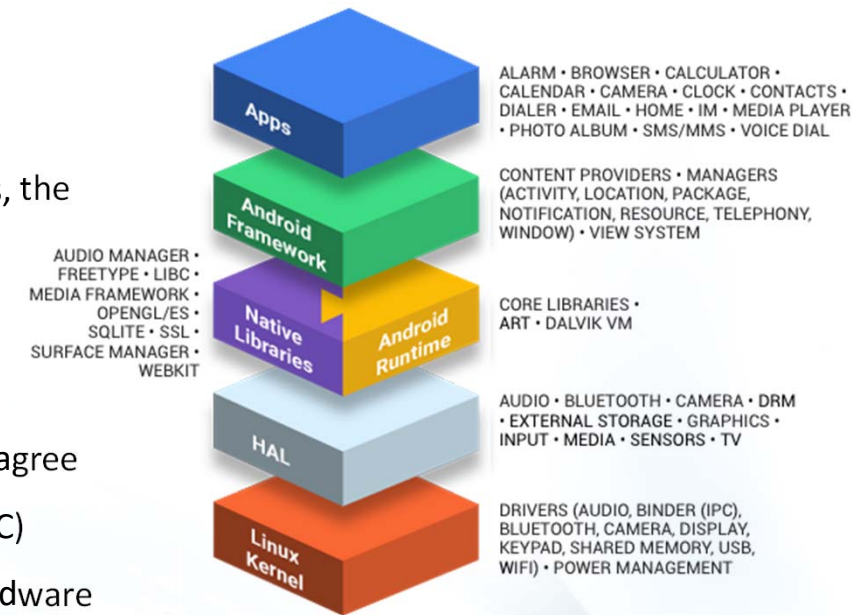 Apps
ALARM • BROWSER • CALCULATOR •
CALENDAR • CAMERA • CLOCK • CONTACTS •
DIALER • EMAIL • HOME • IM • MEDIA PLAYER
• PHOTO ALBUM • SMS/MMS • VOICE DIAL
, the
Android
Framework
CONTENT PROVIDERS • MANAGERS
(ACTIVITY, LOCATION, PACKAGE,
NOTIFICATION, RESOURCE, TELEPHONY,
WINDOW) • VIEW SYSTEM
AUDIO MANAGER •
FREETYPE • LIBC •
MEDIA FRAMEWORK •
OPENGL/ES •
SQLITE • SSL •
SURFACE MANAGER •
WEBKIT
Native
Libraries
Android
Runtime
CORE LIBRARIES •
ART • DALVIK VM
HAL
AUDIO • BLUETOOTH • CAMERA • DRM
• EXTERNAL STORAGE • GRAPHICS •
INPUT • MEDIA • SENSORS • TV
agree
C)
dware
Linux
Kernel
DRIVERS (AUDIO, BINDER (IPC),
BLUETOOTH, CAMERA, DISPLAY,
KEYPAD, SHARED MEMORY, USB,
WIFI) • POWER MANAGEMENT